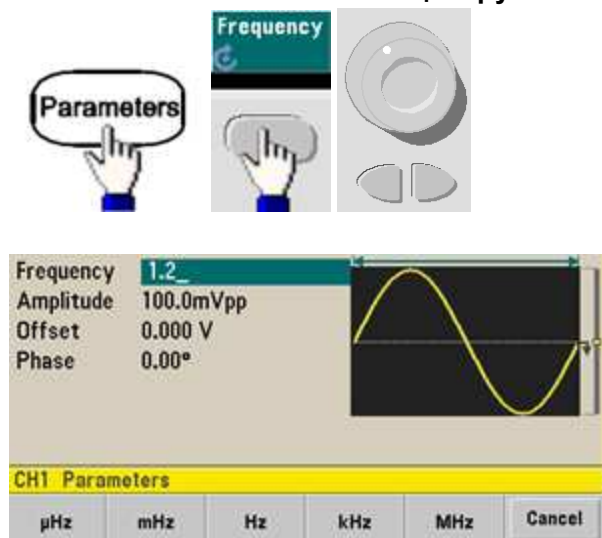 Frequency
Parameters
Frequency 1.2_
Amplitude 100.0mVpp
Offset 0.000 V
Phase 0.00°
CH1 Parameters
µHz mHz Hz kHz MHz Cancel